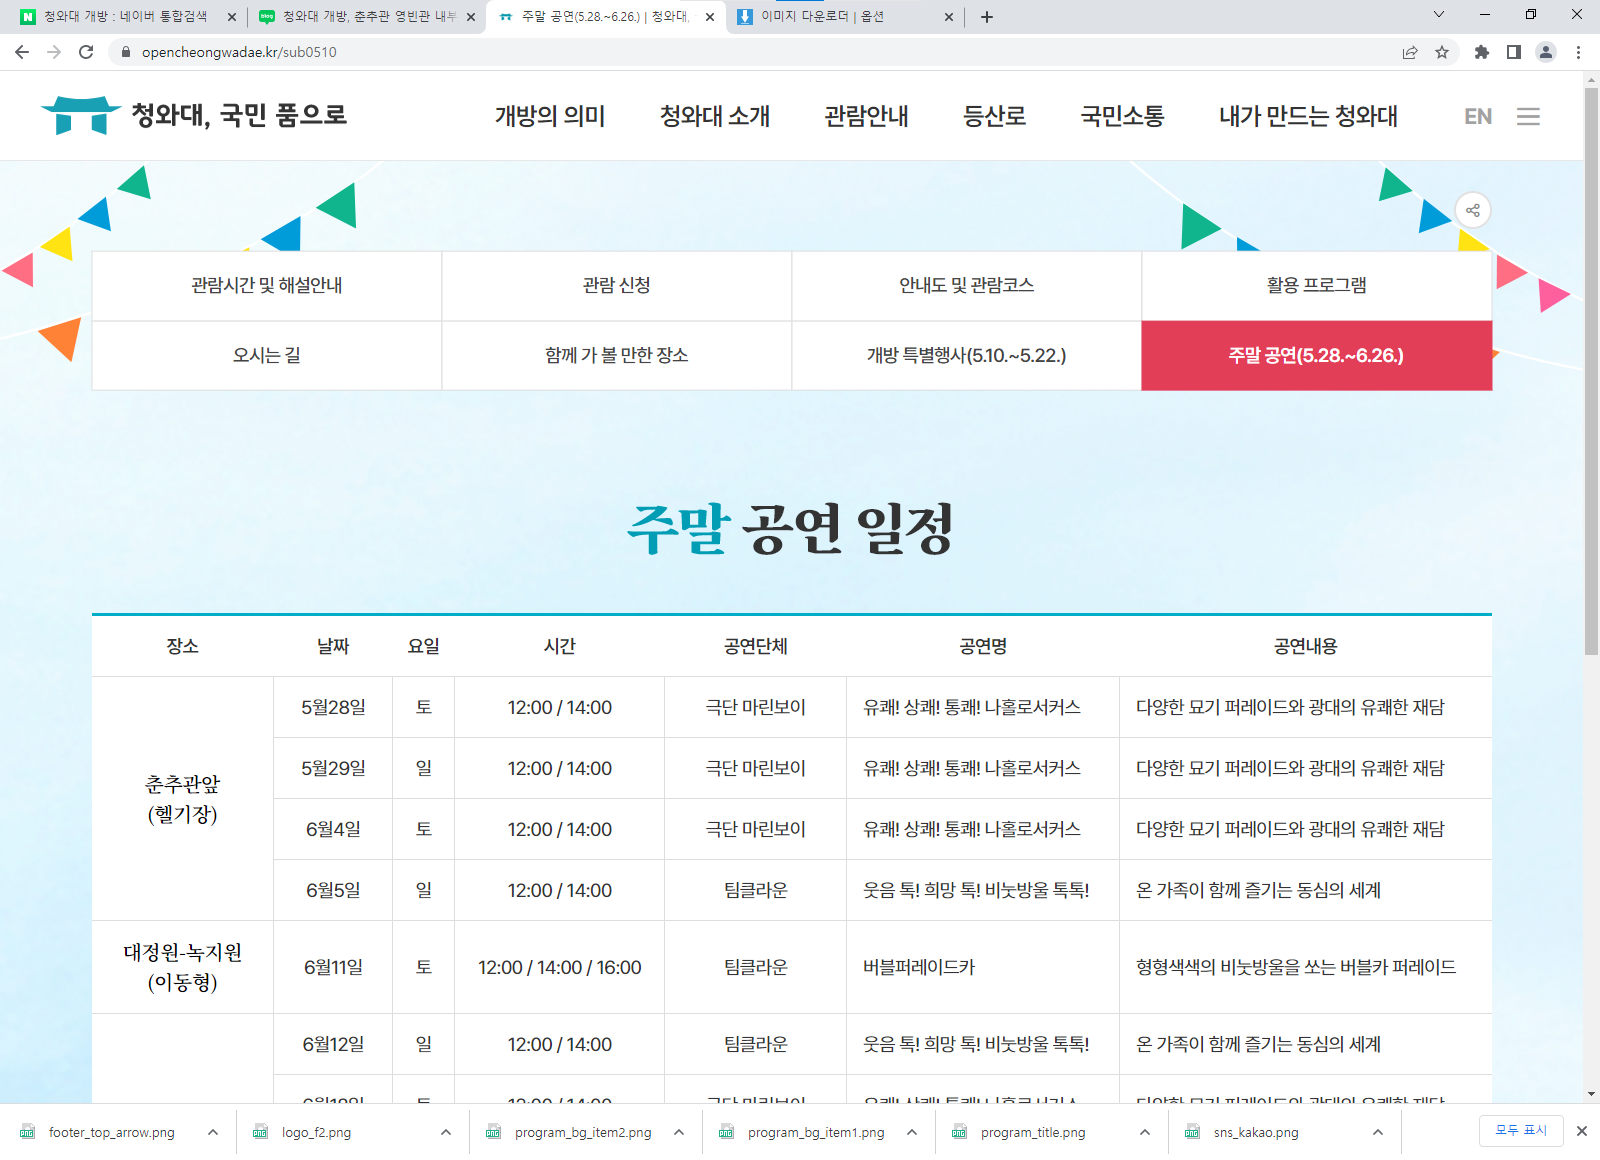 청와대 개방 : 네이버 통합검색
청와대 개방, 춘추관 영빈관 내부
주말 공연(5.28.~6.26.) | 청와대,
이미지 다운로더 | 옵션
opencheongwadae.kr/sub0510
청와대, 국민 품으로
개방의 의미
청와대 소개
관람안내
등산로
국민소통
내가 만드는 청와대
EN
관람시간 및 해설안내
관람 신청
안내도 및 관람코스
활용 프로그램
오시는 길
함께 가 볼 만한 장소
개방 특별행사(5.10.~5.22.)
주말 공연(5.28.~6.26.)
주말 공연 일정
장소 날짜 요일 시간 공연단체 공연명 공연내용
춘추관앞
(헬기장)
5월28일 토 12:00 / 14:00 극단 마린보이 유쾌! 상쾌! 통쾌! 나홀로서커스 다양한 묘기 퍼레이드와 광대의 유쾌한 재담
5월29일 일 12:00 / 14:00 극단 마린보이 유쾌! 상쾌! 통쾌! 나홀로서커스 다양한 묘기 퍼레이드와 광대의 유쾌한 재담
6월4일 토 12:00 / 14:00 극단 마린보이 유쾌! 상쾌! 통쾌! 나홀로서커스 다양한 묘기 퍼레이드와 광대의 유쾌한 재담
6월5일 일 12:00 / 14:00 팀클라운 웃음 톡! 희망 톡! 비눗방울 톡톡! 온 가족이 함께 즐기는 동심의 세계
대정원-녹지원
(이동형)
6월11일 토 12:00 / 14:00 / 16:00 팀클라운 버블퍼레이드카 형형색색의 비눗방울을 쏘는 버블카 퍼레이드
6월12일 일 12:00 / 14:00 팀클라운 웃음 톡! 희망 톡! 비눗방울 톡톡! 온 가족이 함께 즐기는 동심의 세계
footer_top_arrow.png
logo_f2.png
program_bg_item2.png
program_bg_item1.png
program_title.png
sns_kakao.png
모두 표시